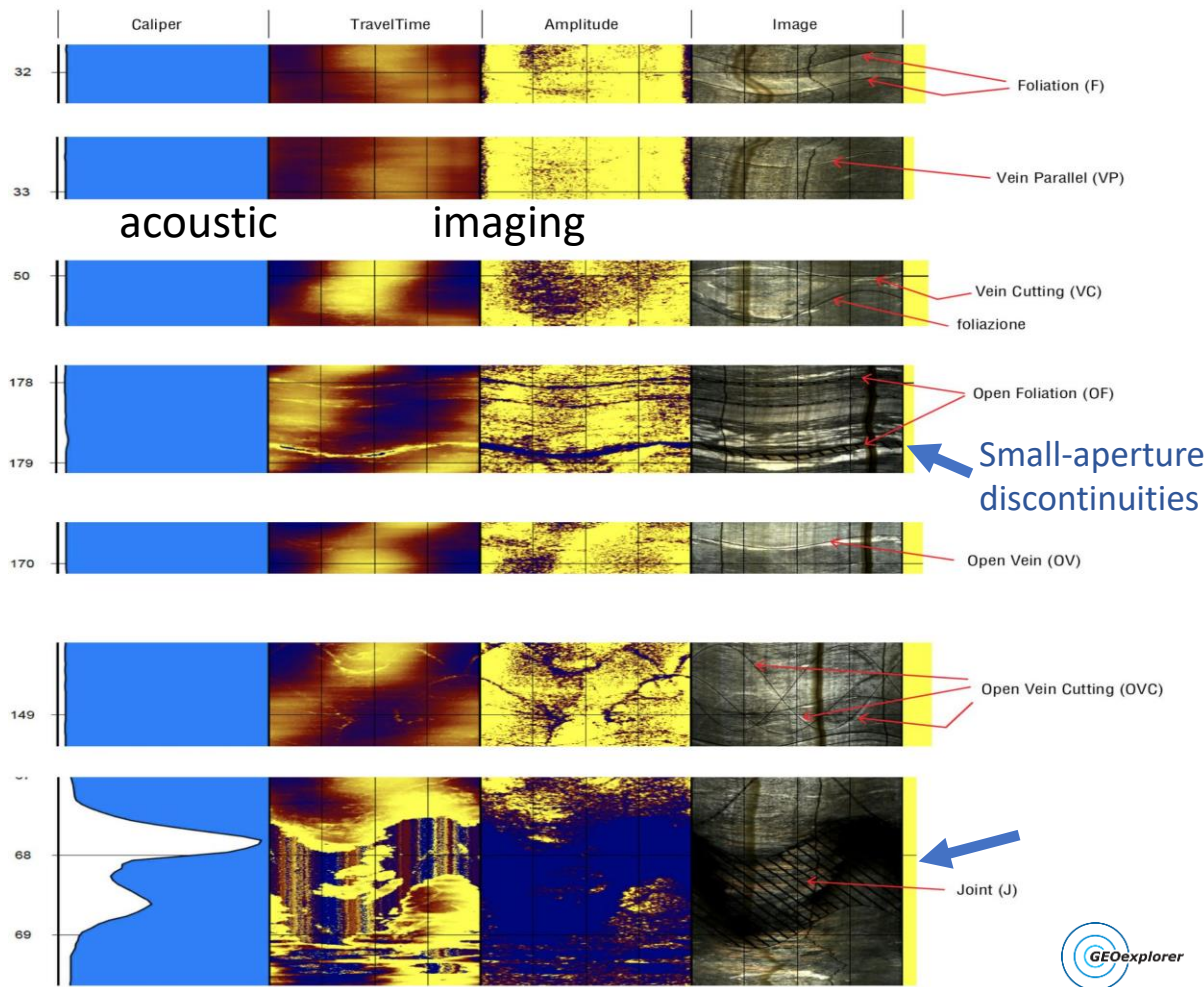 Caliper TravelTime Amplitude Image
32
Foliation (F)
33
Vein Parallel (VP)
acoustic imaging
50
Vein Cutting (VC)
foliazione
178
Open Foliation (OF)
179
Small-aperture
discontinuities
170
Open Vein (OV)
149
Open Vein Cutting (OVC)
68
Joint (J)
69
GEOexplorer